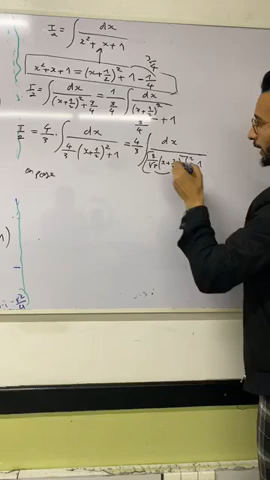 I/2 = ∫ dx / (x² + x + 1)
x² + x + 1 = (x + 1/2)² + 1 - 1/4
3/4
I/2 = ∫ dx / ((x + 1/2)² + 3/4) = 1/(3/4) ∫ dx / ((x + 1/2)² / (3/4) + 1)
I/2 = 4/3 · ∫ dx / (4/3 (x + 1/2)² + 1) = 4/3 ∫ dx /
on pose